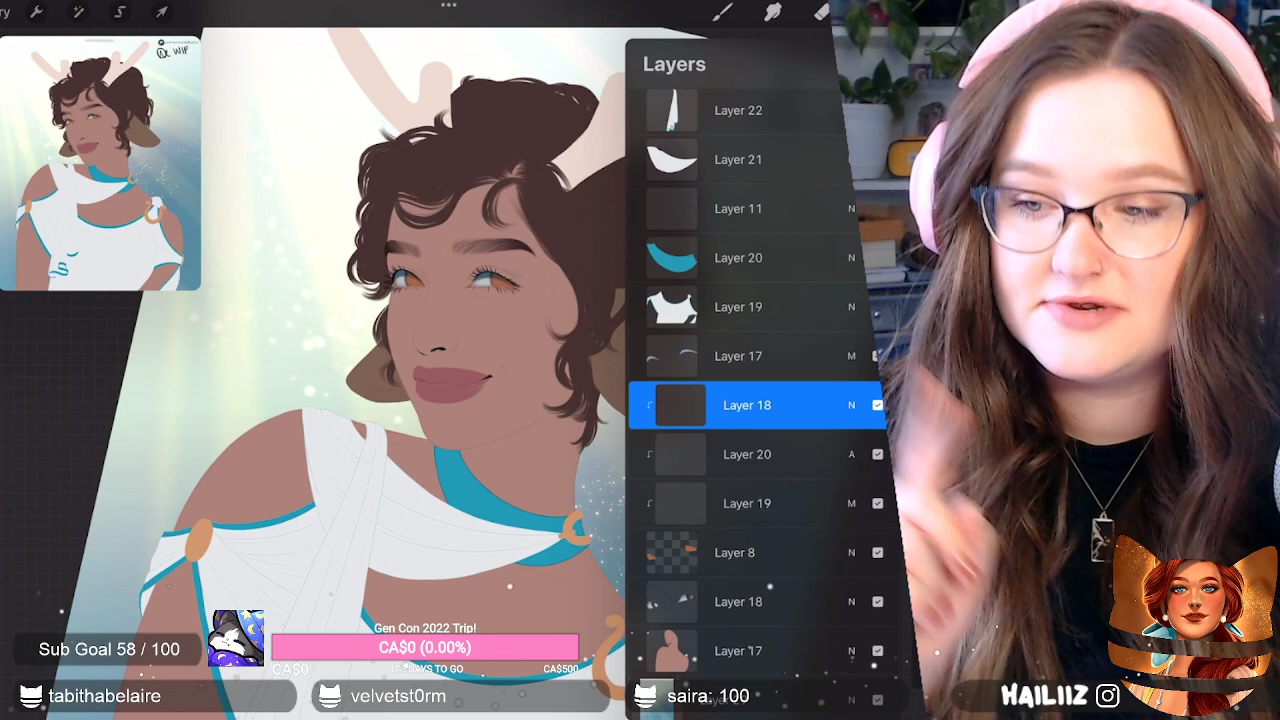 ry
WIP
Layers
Layer 22
Layer 21
Layer 11
N
Layer 20
N
Layer 19
N
Layer 17
M
Layer 18
N
Layer 20
A
Layer 19
M
Layer 8
N
Layer 18
N
Layer 17
N
N
Gen Con 2022 Trip!
CA$0 (0.00%)
CA$0
DAYS TO GO
CA$500
Sub Goal 58 / 100
tabithabelaire
velvetst0rm
saira: 100
HAILIIZ